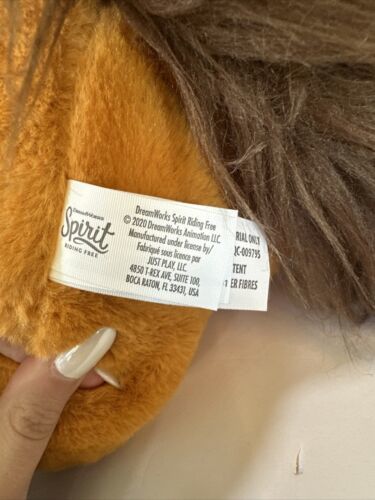 DREAMWORKS
Spirit
RIDING FREE
DreamWorks Spirit Riding Free
© 2020 DreamWorks Animation LLC.
Manufactured under license by/
Fabriqué sous licence par
JUST PLAY, LLC.
4850 T-REX AVE, SUITE 100,
BOCA RATON, FL 33431, USA
RIAL ONLY
C-009795
TENT
ER FIBRES